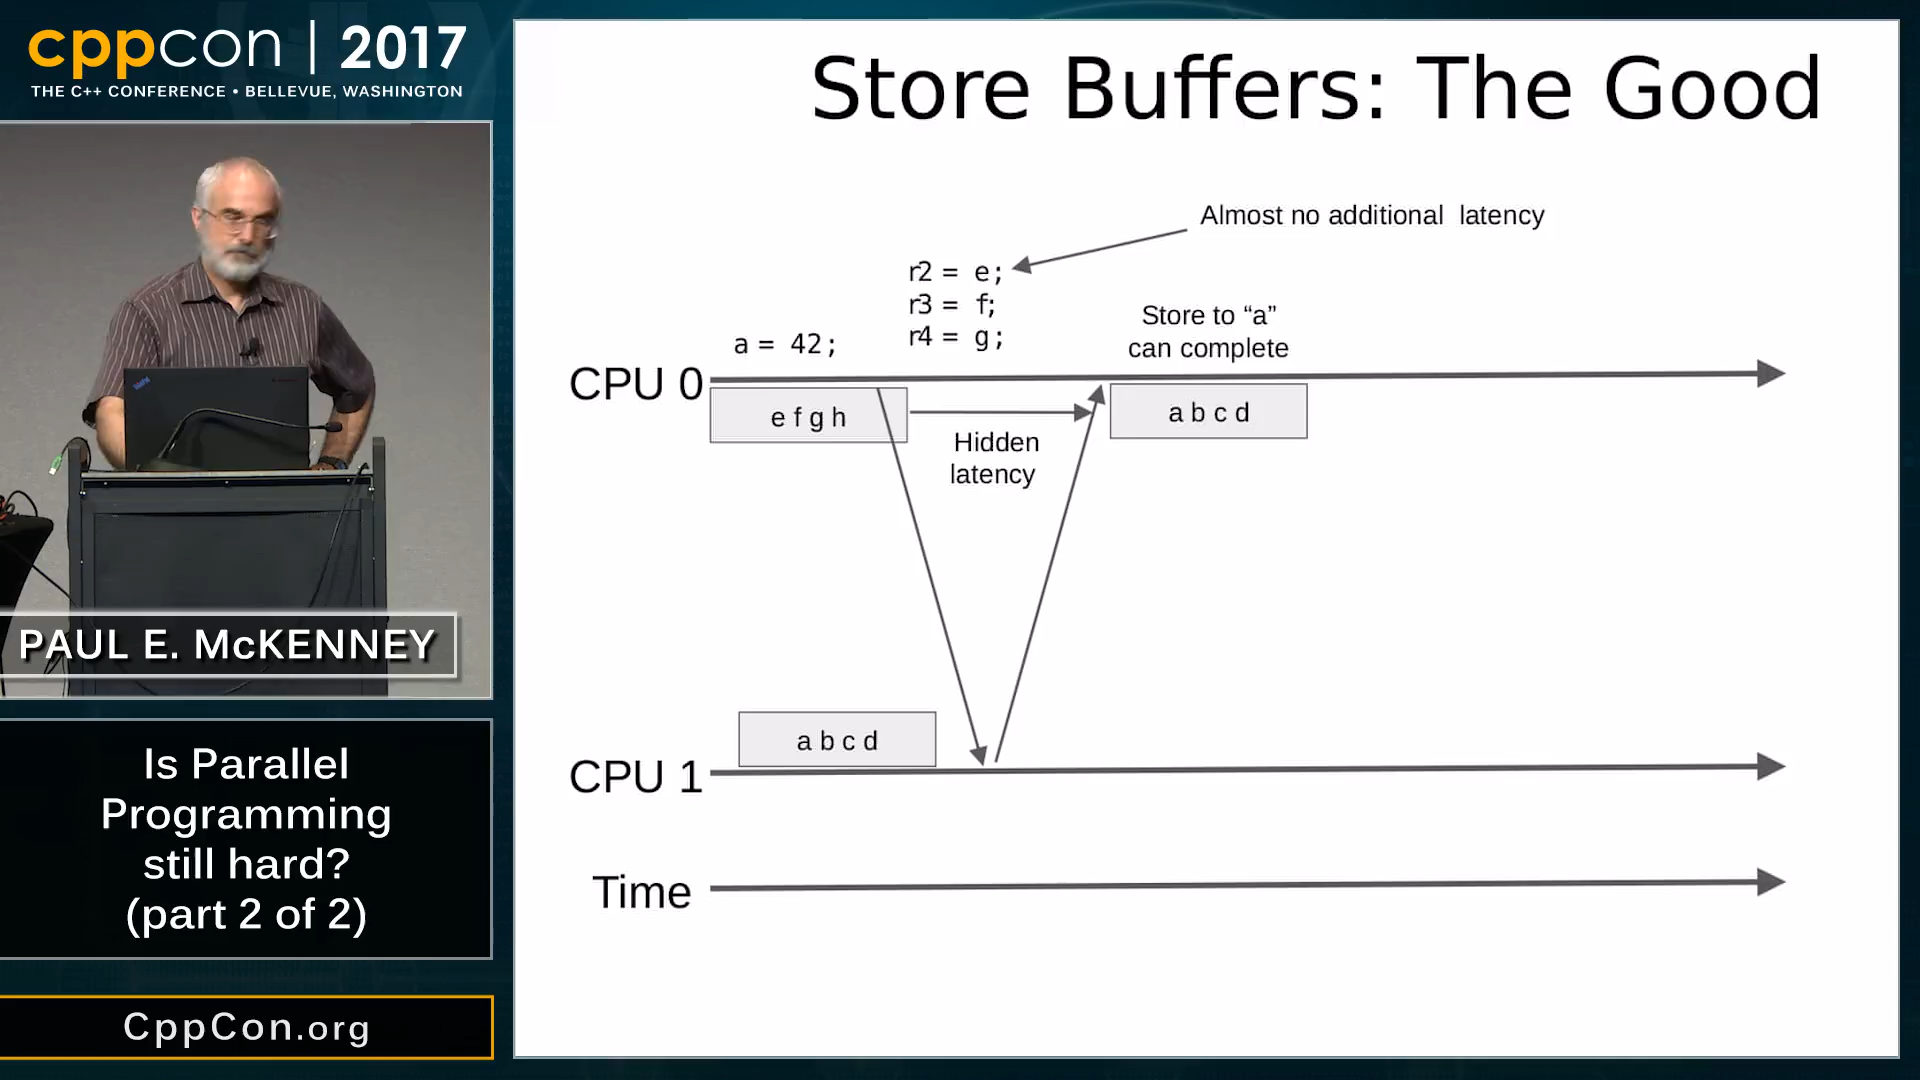 cppcon | 2017
THE C++ CONFERENCE • BELLEVUE, WASHINGTON
PAUL E. McKENNEY
Is Parallel
Programming
still hard?
(part 2 of 2)
CppCon.org
Store Buffers: The Good
Almost no additional latency
r2 = e;
r3 = f;
r4 = g;
a = 42;
Store to “a”
can complete
CPU 0
e f g h
a b c d
Hidden
latency
a b c d
CPU 1
Time